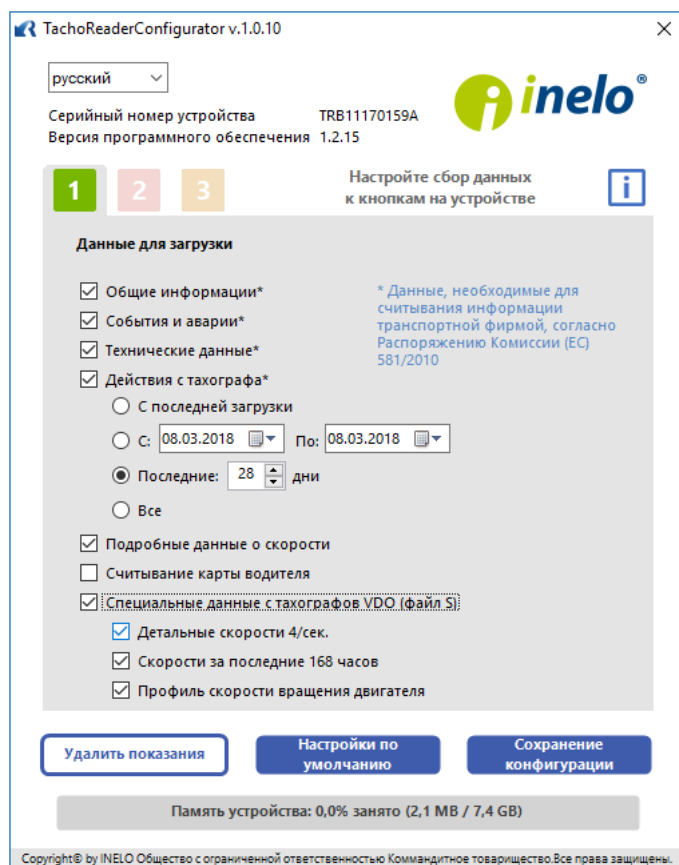 TachoReaderConfigurator v.1.0.10
русский
inelo®
Серийный номер устройства TRB11170159A
Версия программного обеспечения 1.2.15
1 2 3
Настройте сбор данных
к кнопкам на устройстве
i
Данные для загрузки
Общие информации*
События и аварии*
Технические данные*
Действия с тахографа*
* Данные, необходимые для
считывания информации
транспортной фирмой, согласно
Распоряжению Комиссии (ЕС)
581/2010
С последней загрузки
С: 08.03.2018 По: 08.03.2018
Последние: 28 дни
Все
Подробные данные о скорости
Считывание карты водителя
Специальные данные с тахографов VDO (файл S)
Детальные скорости 4/сек.
Скорости за последние 168 часов
Профиль скорости вращения двигателя
Удалить показания
Настройки по
умолчанию
Сохранение
конфигурации
Память устройства: 0,0% занято (2,1 MB / 7,4 GB)
Copyright© by INELO Общество с ограниченной ответственностью Коммандитное товарищество.Все права защищены.